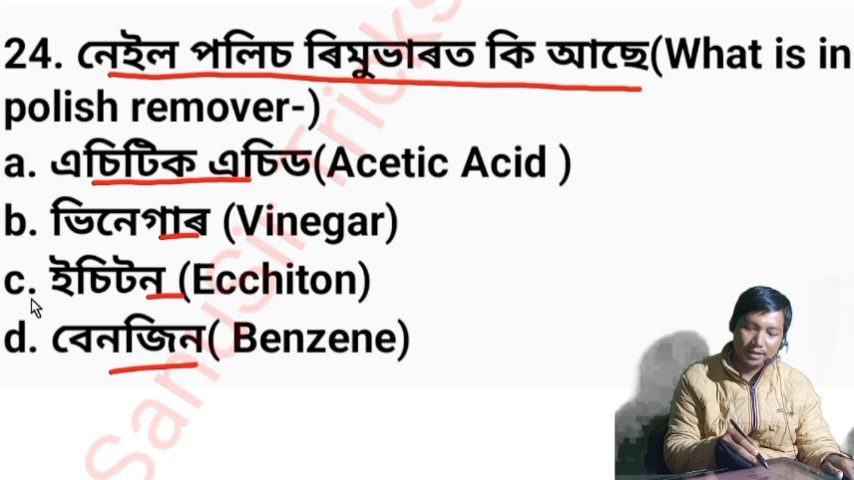 24. নেইল পলিচ ৰিমুভাৰত কি আছে(What is in
polish remover-)
a. এচিটিক এচিড(Acetic Acid )
b. ভিনেগাৰ (Vinegar)
c. ইচিটন (Ecchiton)
d. বেনজিন( Benzene)
SanuSir Tricks